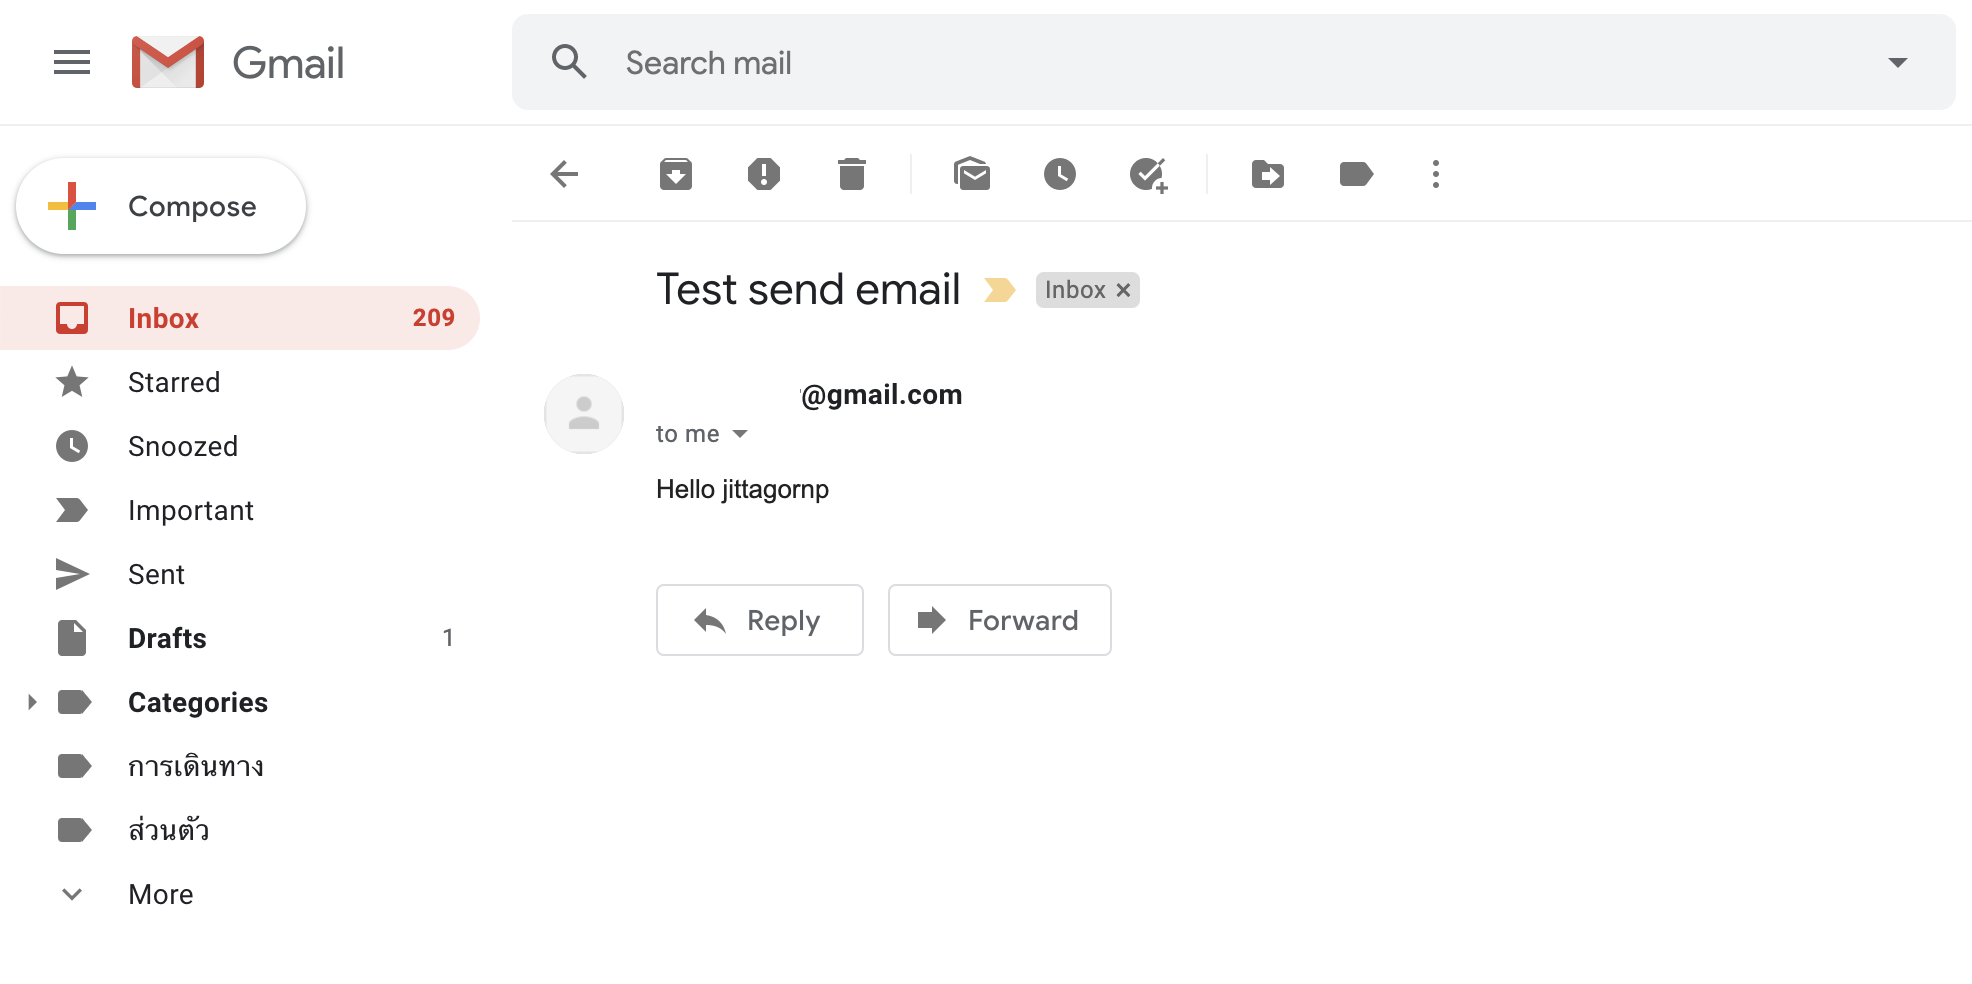 Gmail
Search mail
Compose
Inbox 209
Starred
Snoozed
Important
Sent
Drafts 1
Categories
การเดินทาง
ส่วนตัว
More
Test send email Inbox ×
@gmail.com
to me
Hello jittagornp
Reply Forward